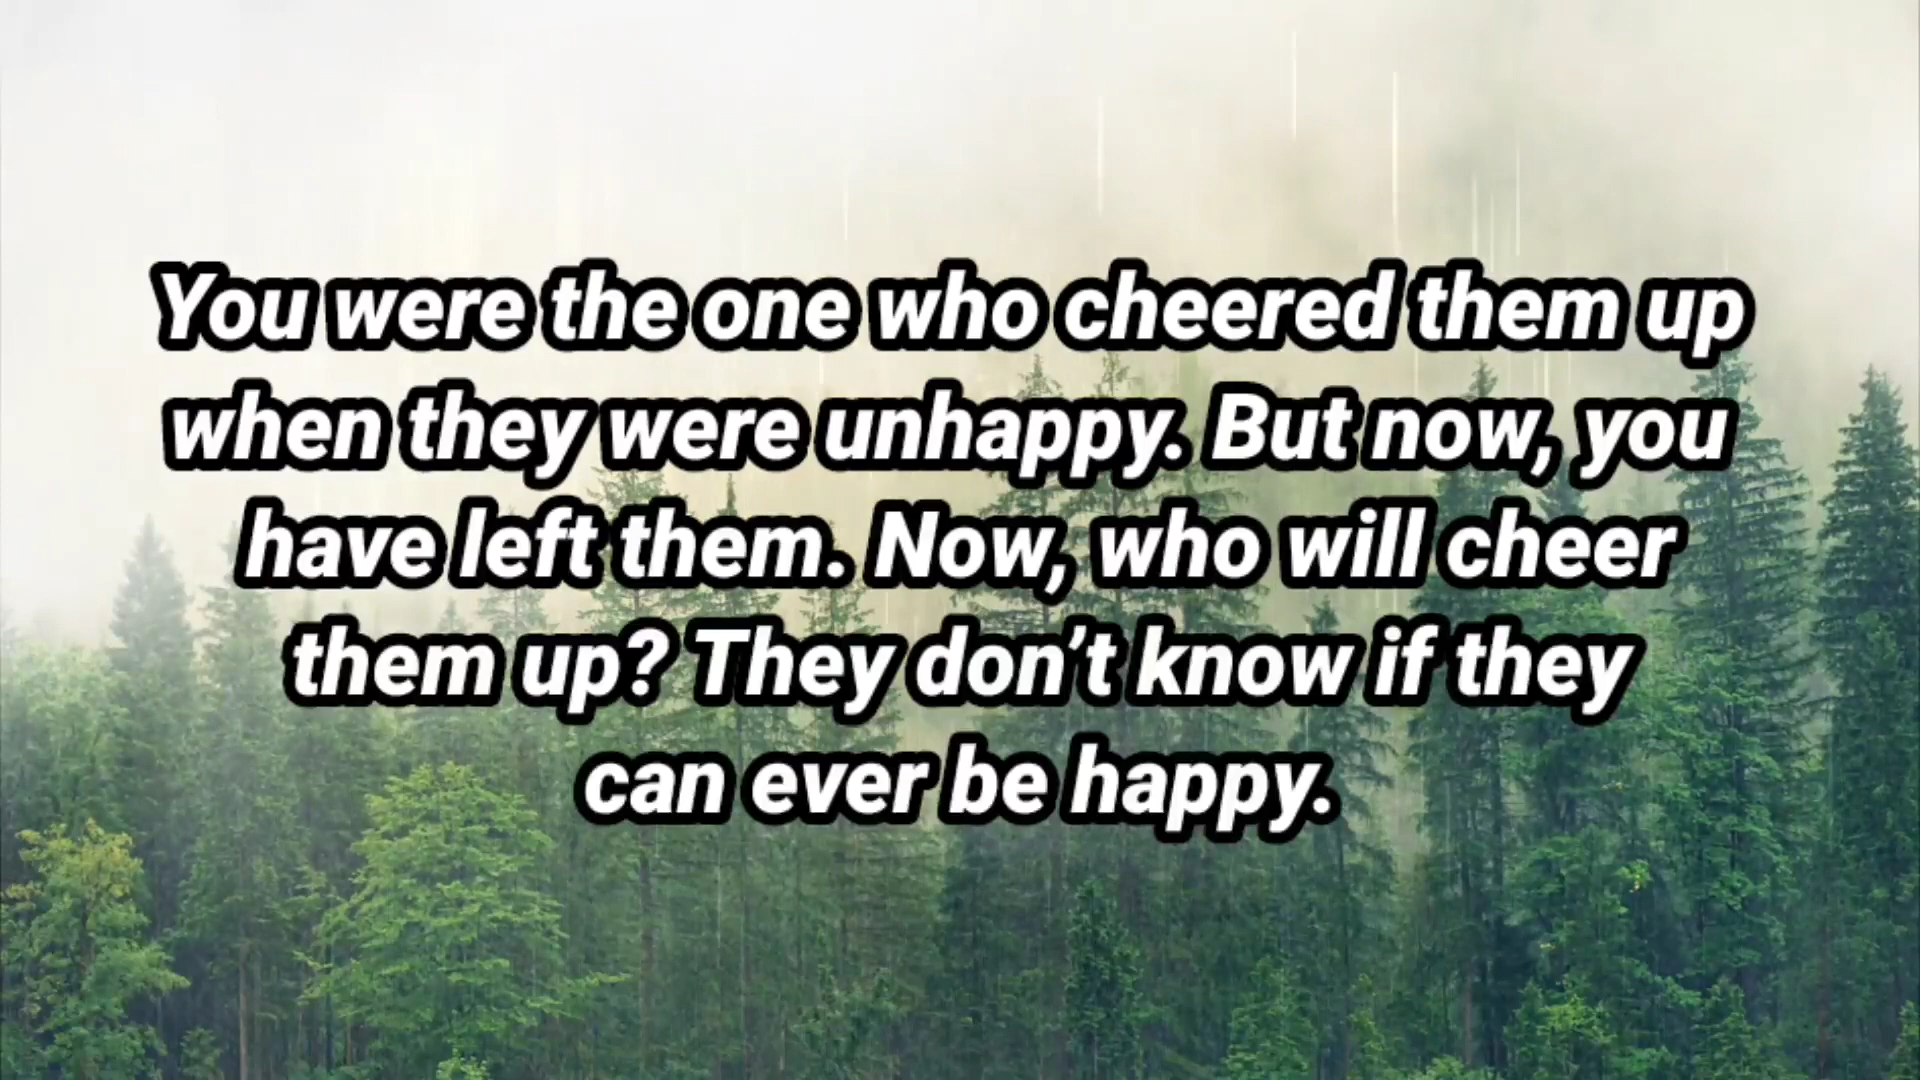 You were the one who cheered them up
when they were unhappy. But now, you
have left them. Now, who will cheer
them up? They don’t know if they
can ever be happy.